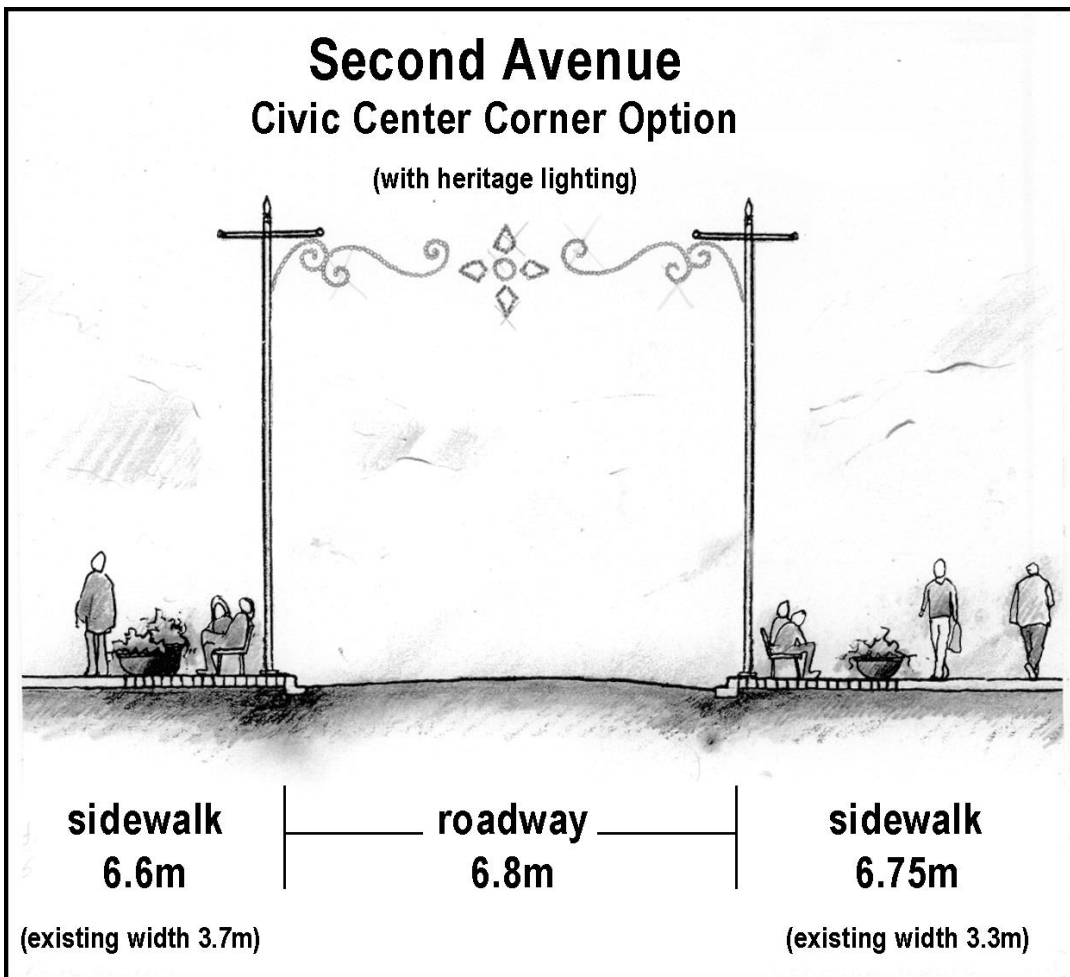 Second Avenue
Civic Center Corner Option
(with heritage lighting)
sidewalk
6.6m
(existing width 3.7m)
roadway
6.8m
sidewalk
6.75m
(existing width 3.3m)